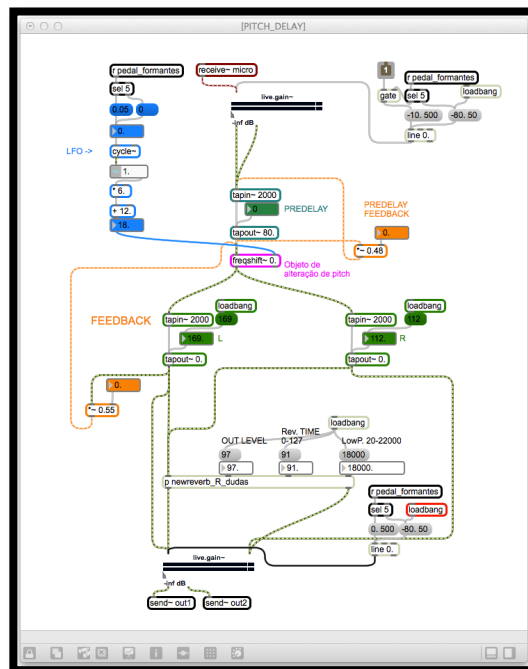 [PITCH_DELAY]
r pedal_formantes
sel 5
0.05
0
0.
LFO ->
cycle~
1.
* 6.
+ 12.
18.
receive~ micro
live.gain~
-inf dB
1
gate
r pedal_formantes
sel 5
loadbang
-10. 500
-80. 50
line 0.
tapin~ 2000
0
PREDELAY
tapout~ 80.
PREDELAY
FEEDBACK
0.
*~ 0.48
freqshift~ 0.
Objeto de
alteração de pitch
FEEDBACK
0.
*~ 0.55
loadbang
tapin~ 2000
169
169.
L
tapout~ 0.
loadbang
tapin~ 2000
112
112.
R
tapout~ 0.
loadbang
OUT LEVEL
97
97.
Rev. TIME
0-127
91
91.
LowP. 20-22000
18000
18000.
p newreverb_R_dudas
r pedal_formantes
sel 5
loadbang
0. 500
-80. 50
line 0.
live.gain~
-inf dB
send~ out1
send~ out2